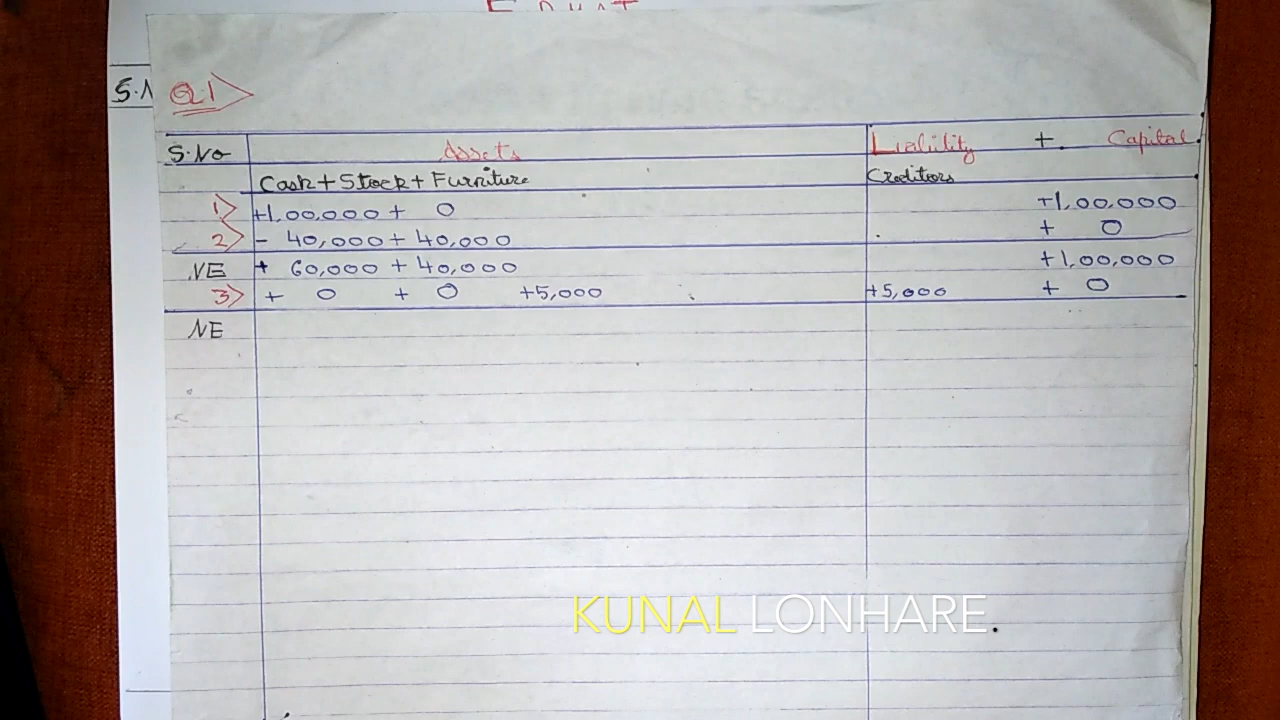 S.N
Q.1>
S.No Assets Liability + Capital
Cash + Stock + Furniture Creditors
1> +1,00,000 + 0 +1,00,000
2> - 40,000 + 40,000 + 0
NE + 60,000 + 40,000 +1,00,000
3> + 0 + 0 +5,000 +5,000 + 0
NE
KUNAL LONHARE.